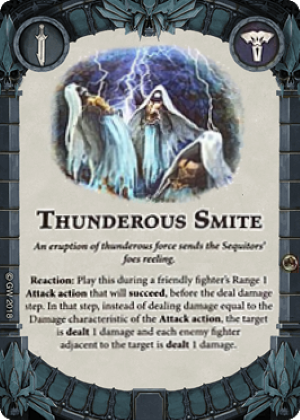 THUNDEROUS SMITE
An eruption of thunderous force sends the Sequitors'
foes reeling.
Reaction: Play this during a friendly fighter's Range 1
Attack action that will succeed, before the deal damage
step. In that step, instead of dealing damage equal to the
Damage characteristic of the Attack action, the target
is dealt 1 damage and each enemy fighter
adjacent to the target is dealt 1 damage.
© GW 2018